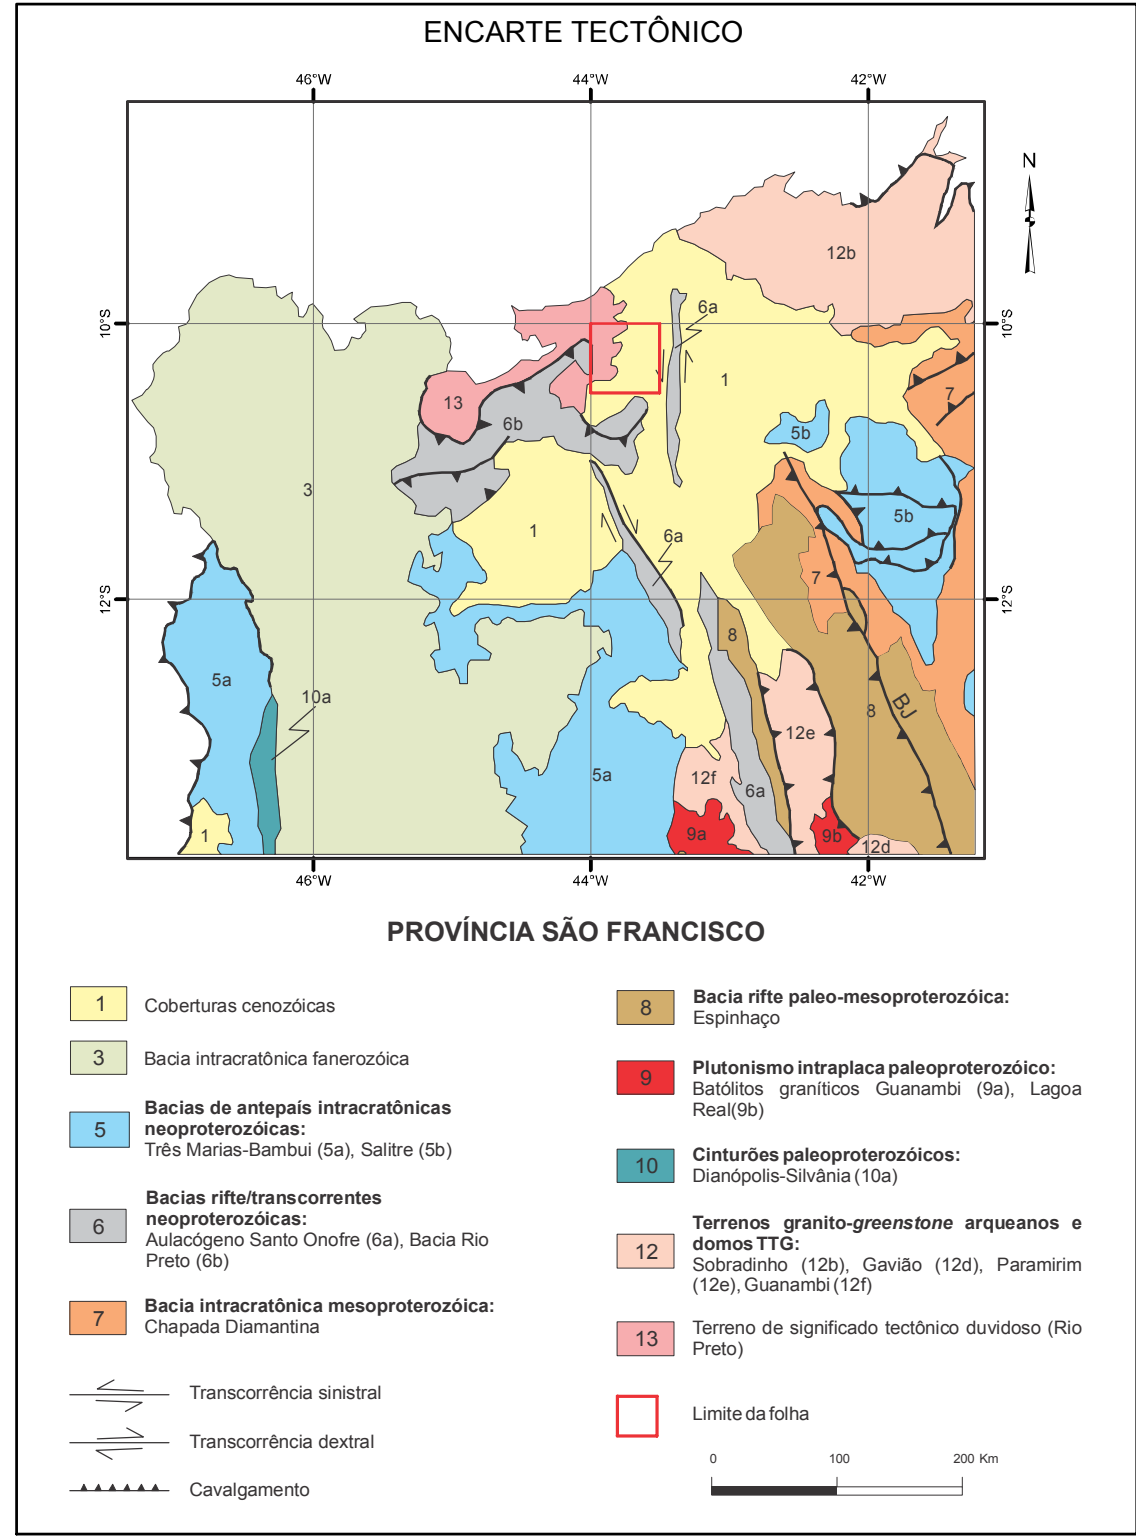 ENCARTE TECTÔNICO
46°W
44°W
42°W
N
S
12b
10°S
10°S
6a
1
13
7
6b
5b
3
5b
1
6a
7
12°S
12°S
8
5a
10a
8
BJ
12e
5a
12f
6a
1
9a
9b
12d
46°W
44°W
42°W
PROVÍNCIA SÃO FRANCISCO
1
Coberturas cenozóicas
3
Bacia intracratônica fanerozóica
5
Bacias de antepaís intracratônicas
neoproterozóicas:
Três Marias-Bambui (5a), Salitre (5b)
6
Bacias rifte/transcorrentes
neoproterozóicas:
Aulacógeno Santo Onofre (6a), Bacia Rio
Preto (6b)
7
Bacia intracratônica mesoproterozóica:
Chapada Diamantina
Transcorrência sinistral
Transcorrência dextral
Cavalgamento
8
Bacia rifte paleo-mesoproterozóica:
Espinhaço
9
Plutonismo intraplaca paleoproterozóico:
Batólitos graníticos Guanambi (9a), Lagoa
Real(9b)
10
Cinturões paleoproterozóicos:
Dianópolis-Silvânia (10a)
12
Terrenos granito-greenstone arqueanos e
domos TTG:
Sobradinho (12b), Gavião (12d), Paramirim
(12e), Guanambi (12f)
13
Terreno de significado tectônico duvidoso (Rio
Preto)
Limite da folha
0 100 200 Km